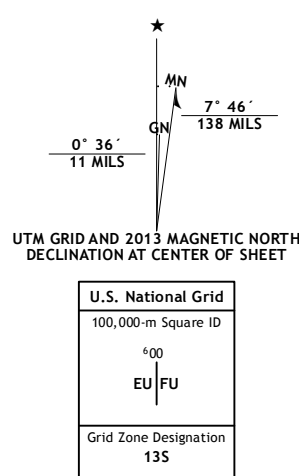 ★
MN
7° 46´
138 MILS
GN
0° 36´
11 MILS
UTM GRID AND 2013 MAGNETIC NORTH
DECLINATION AT CENTER OF SHEET
U.S. National Grid
100,000-m Square ID
⁶00
EU FU
Grid Zone Designation
13S